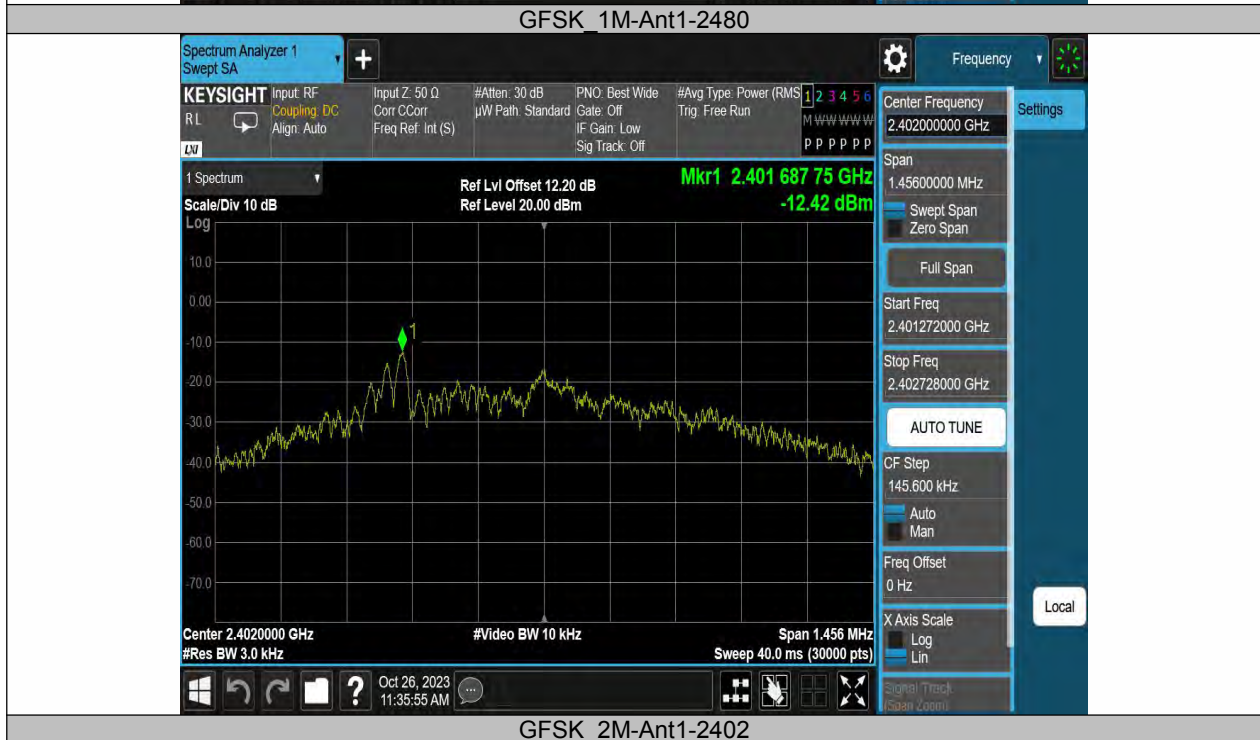 GFSK_1M-Ant1-2480
Spectrum Analyzer 1
Swept SA
+
Frequency
KEYSIGHT
RL
LXI
Input: RF
Coupling: DC
Align: Auto
Input Z: 50 Ω
Corr CCorr
Freq Ref: Int (S)
#Atten: 30 dB
µW Path: Standard
PNO: Best Wide
Gate: Off
IF Gain: Low
Sig Track: Off
#Avg Type: Power (RMS
Trig: Free Run
1 2 3 4 5 6
M W W W W W
P P P P P P
Center Frequency
2.402000000 GHz
Settings
Span
1.45600000 MHz
Swept Span
Zero Span
Full Span
Start Freq
2.401272000 GHz
Stop Freq
2.402728000 GHz
AUTO TUNE
CF Step
145.600 kHz
Auto
Man
Freq Offset
0 Hz
X Axis Scale
Log
Lin
Signal Track
(Span Zoom)
Local
1 Spectrum
Scale/Div 10 dB
Log
Ref Lvl Offset 12.20 dB
Ref Level 20.00 dBm
Mkr1 2.401 687 75 GHz
-12.42 dBm
10.0
0.00
-10.0
-20.0
-30.0
-40.0
-50.0
-60.0
-70.0
1
Center 2.4020000 GHz
#Res BW 3.0 kHz
#Video BW 10 kHz
Span 1.456 MHz
Sweep 40.0 ms (30000 pts)
?
Oct 26, 2023
11:35:55 AM
GFSK_2M-Ant1-2402